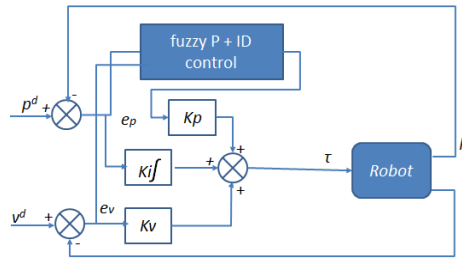 fuzzy P + ID
control
p^d
+
-
e_p
Kp
+
Ki∫
+
+
τ
Robot
v^d
+
-
e_v
Kv